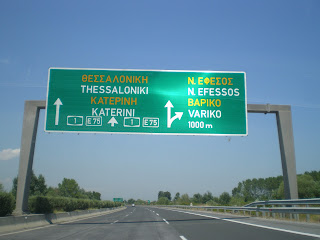 ΘΕΣΣΑΛΟΝΙΚΗ
THESSALONIKI
ΚΑΤΕΡΙΝΗ
KATERINI
1 E75 1 E75
Ν. ΕΦΕΣΟΣ
N. EFESSOS
ΒΑΡΙΚΟ
VARIKO
1000 m